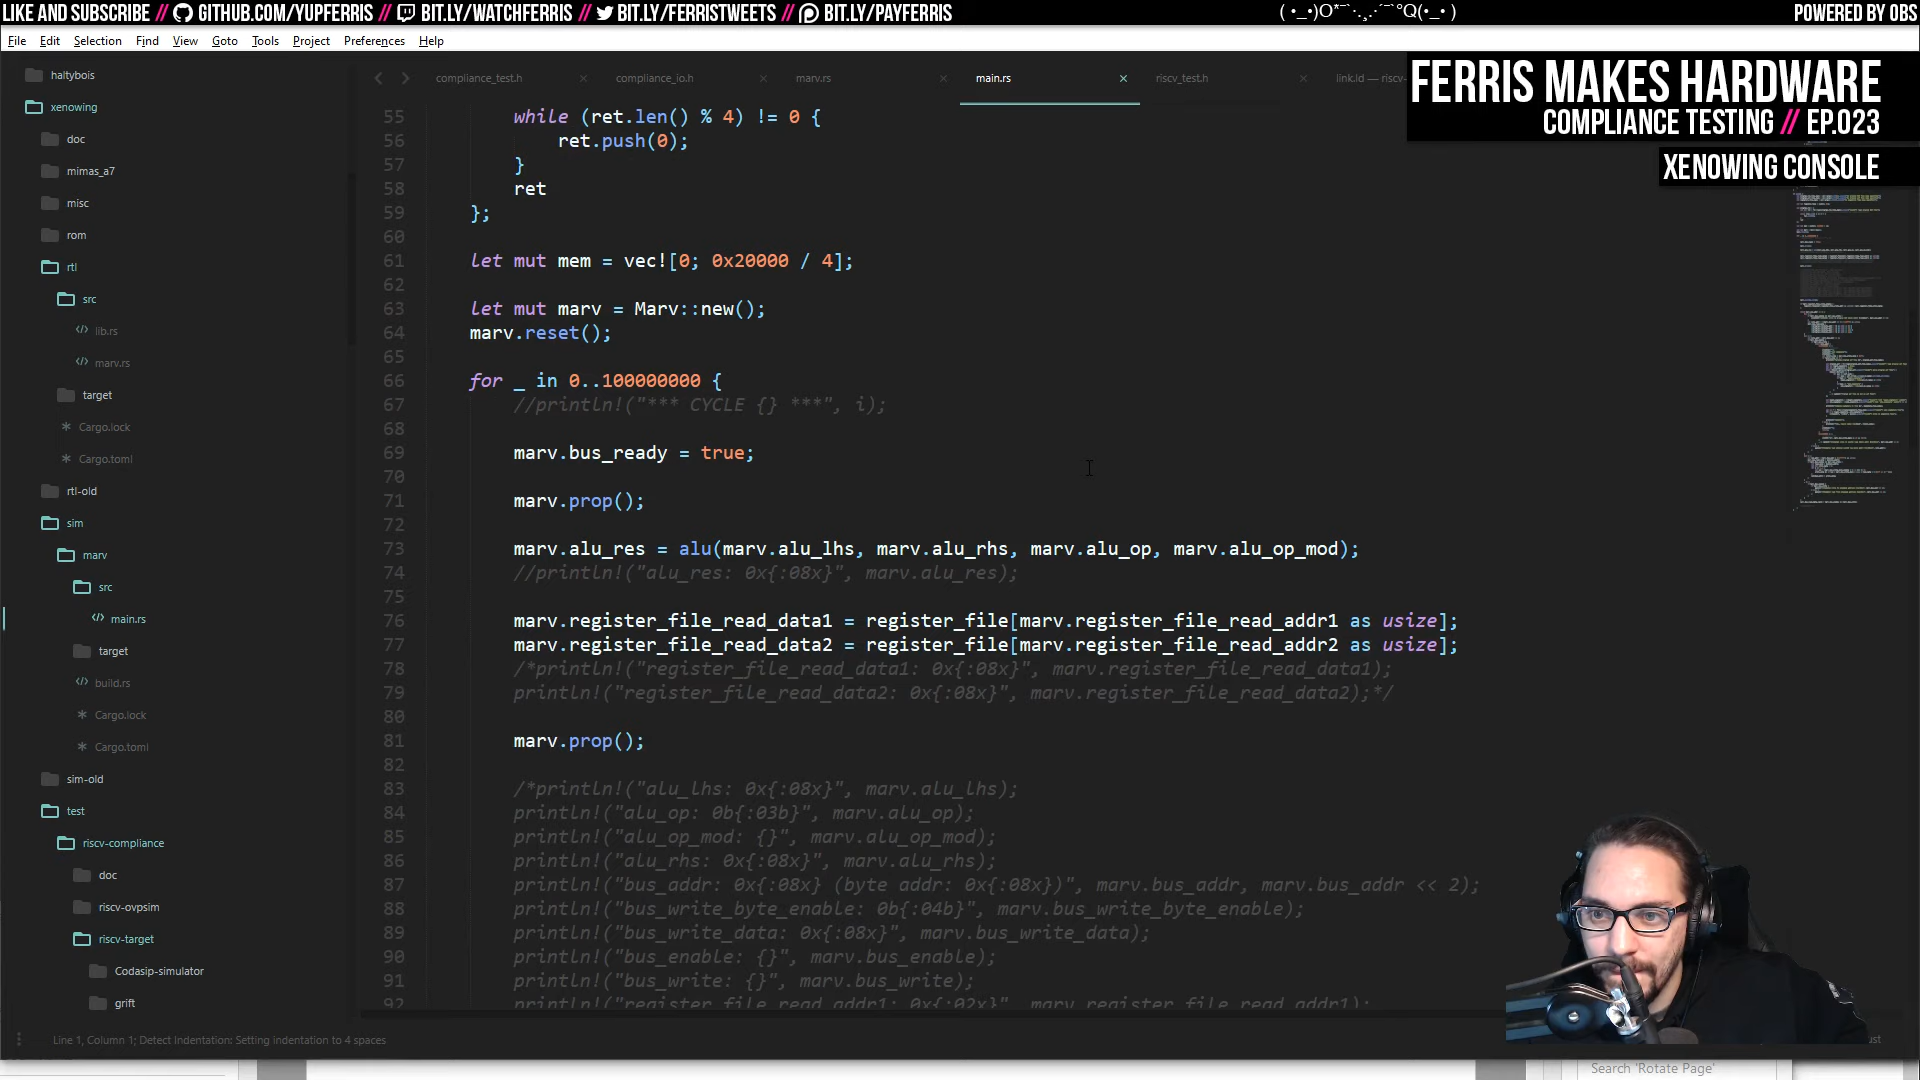 LIKE AND SUBSCRIBE // GITHUB.COM/YUPFERRIS // BIT.LY/WATCHFERRIS // BIT.LY/FERRISTWEETS // BIT.LY/PAYFERRIS
POWERED BY OBS
File Edit Selection Find View Goto Tools Project Preferences Help
FERRIS MAKES HARDWARE
COMPLIANCE TESTING // EP.023
XENOWING CONSOLE
compliance_test.h × compliance_io.h × marv.rs × main.rs × riscv_test.h × link.ld — riscv-
haltybois
xenowing
doc
mimas_a7
misc
rom
rtl
src
lib.rs
marv.rs
target
Cargo.lock
Cargo.toml
rtl-old
sim
marv
src
main.rs
target
build.rs
Cargo.lock
Cargo.toml
sim-old
test
riscv-compliance
doc
riscv-ovpsim
riscv-target
Codasip-simulator
grift
55 while (ret.len() % 4) != 0 {
56 ret.push(0);
57 }
58 ret
59 };
60
61 let mut mem = vec![0; 0x20000 / 4];
62
63 let mut marv = Marv::new();
64 marv.reset();
65
66 for _ in 0..100000000 {
67 //println!("*** CYCLE {} ***", i);
68
69 marv.bus_ready = true;
70
71 marv.prop();
72
73 marv.alu_res = alu(marv.alu_lhs, marv.alu_rhs, marv.alu_op, marv.alu_op_mod);
74 //println!("alu_res: 0x{:08x}", marv.alu_res);
75
76 marv.register_file_read_data1 = register_file[marv.register_file_read_addr1 as usize];
77 marv.register_file_read_data2 = register_file[marv.register_file_read_addr2 as usize];
78 /*println!("register_file_read_data1: 0x{:08x}", marv.register_file_read_data1);
79 println!("register_file_read_data2: 0x{:08x}", marv.register_file_read_data2);*/
80
81 marv.prop();
82
83 /*println!("alu_lhs: 0x{:08x}", marv.alu_lhs);
84 println!("alu_op: 0b{:03b}", marv.alu_op);
85 println!("alu_op_mod: {}", marv.alu_op_mod);
86 println!("alu_rhs: 0x{:08x}", marv.alu_rhs);
87 println!("bus_addr: 0x{:08x} (byte addr: 0x{:08x})", marv.bus_addr, marv.bus_addr << 2);
88 println!("bus_write_byte_enable: 0b{:04b}", marv.bus_write_byte_enable);
89 println!("bus_write_data: 0x{:08x}", marv.bus_write_data);
90 println!("bus_enable: {}", marv.bus_enable);
91 println!("bus_write: {}", marv.bus_write);
92 println!("register_file_read_addr1: 0x{:02x}", marv.register_file_read_addr1);
Line 1, Column 1; Detect Indentation: Setting indentation to 4 spaces
Search 'Rotate Page'